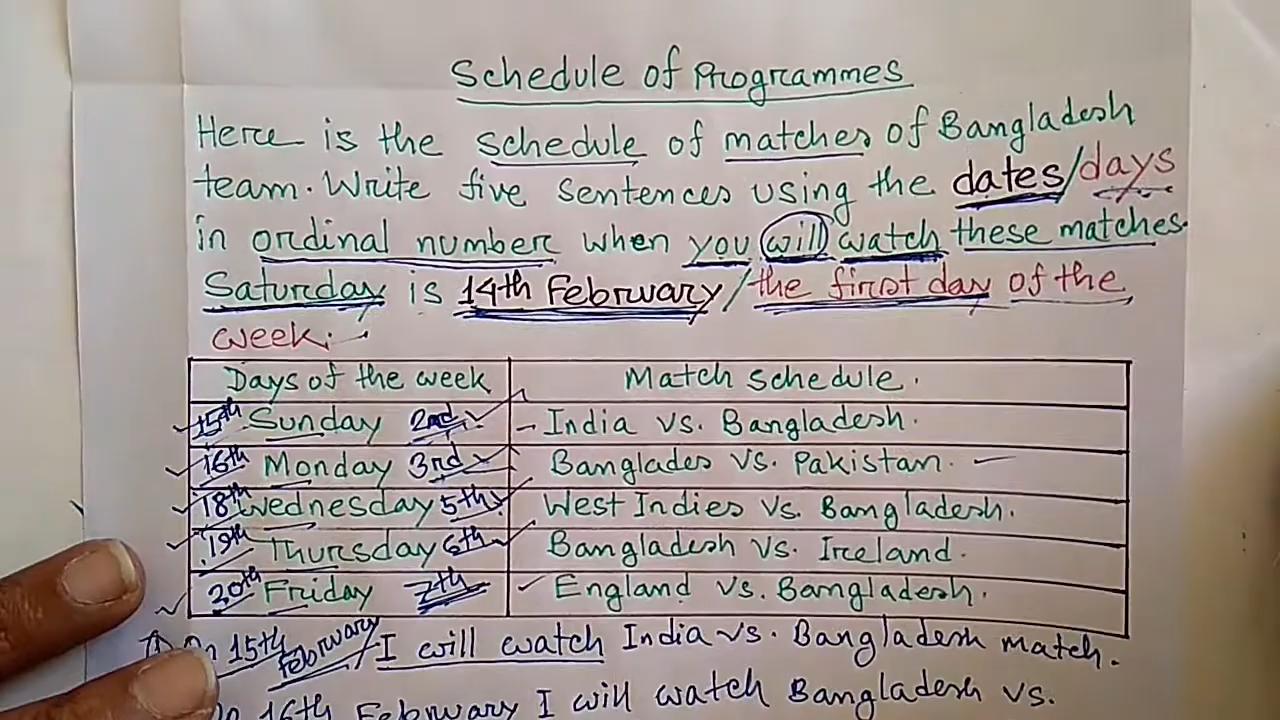 Schedule of Programmes
Here is the schedule of matches of Bangladesh
team. Write five sentences using the dates/days
in ordinal number when you will watch these matches.
Saturday is 14th February/the first day of the
week.
Days of the week Match schedule.
15th Sunday 2nd India vs. Bangladesh.
16th Monday 3rd Banglades vs. Pakistan.
18th Wednesday 5th West Indies vs. Bangladesh.
19th Thursday 6th Bangladesh vs. Ireland.
20th Friday 7th England vs. Bangladesh.
15th February/I will watch India vs. Bangladesh match.
16th February I will watch Bangladesh vs.